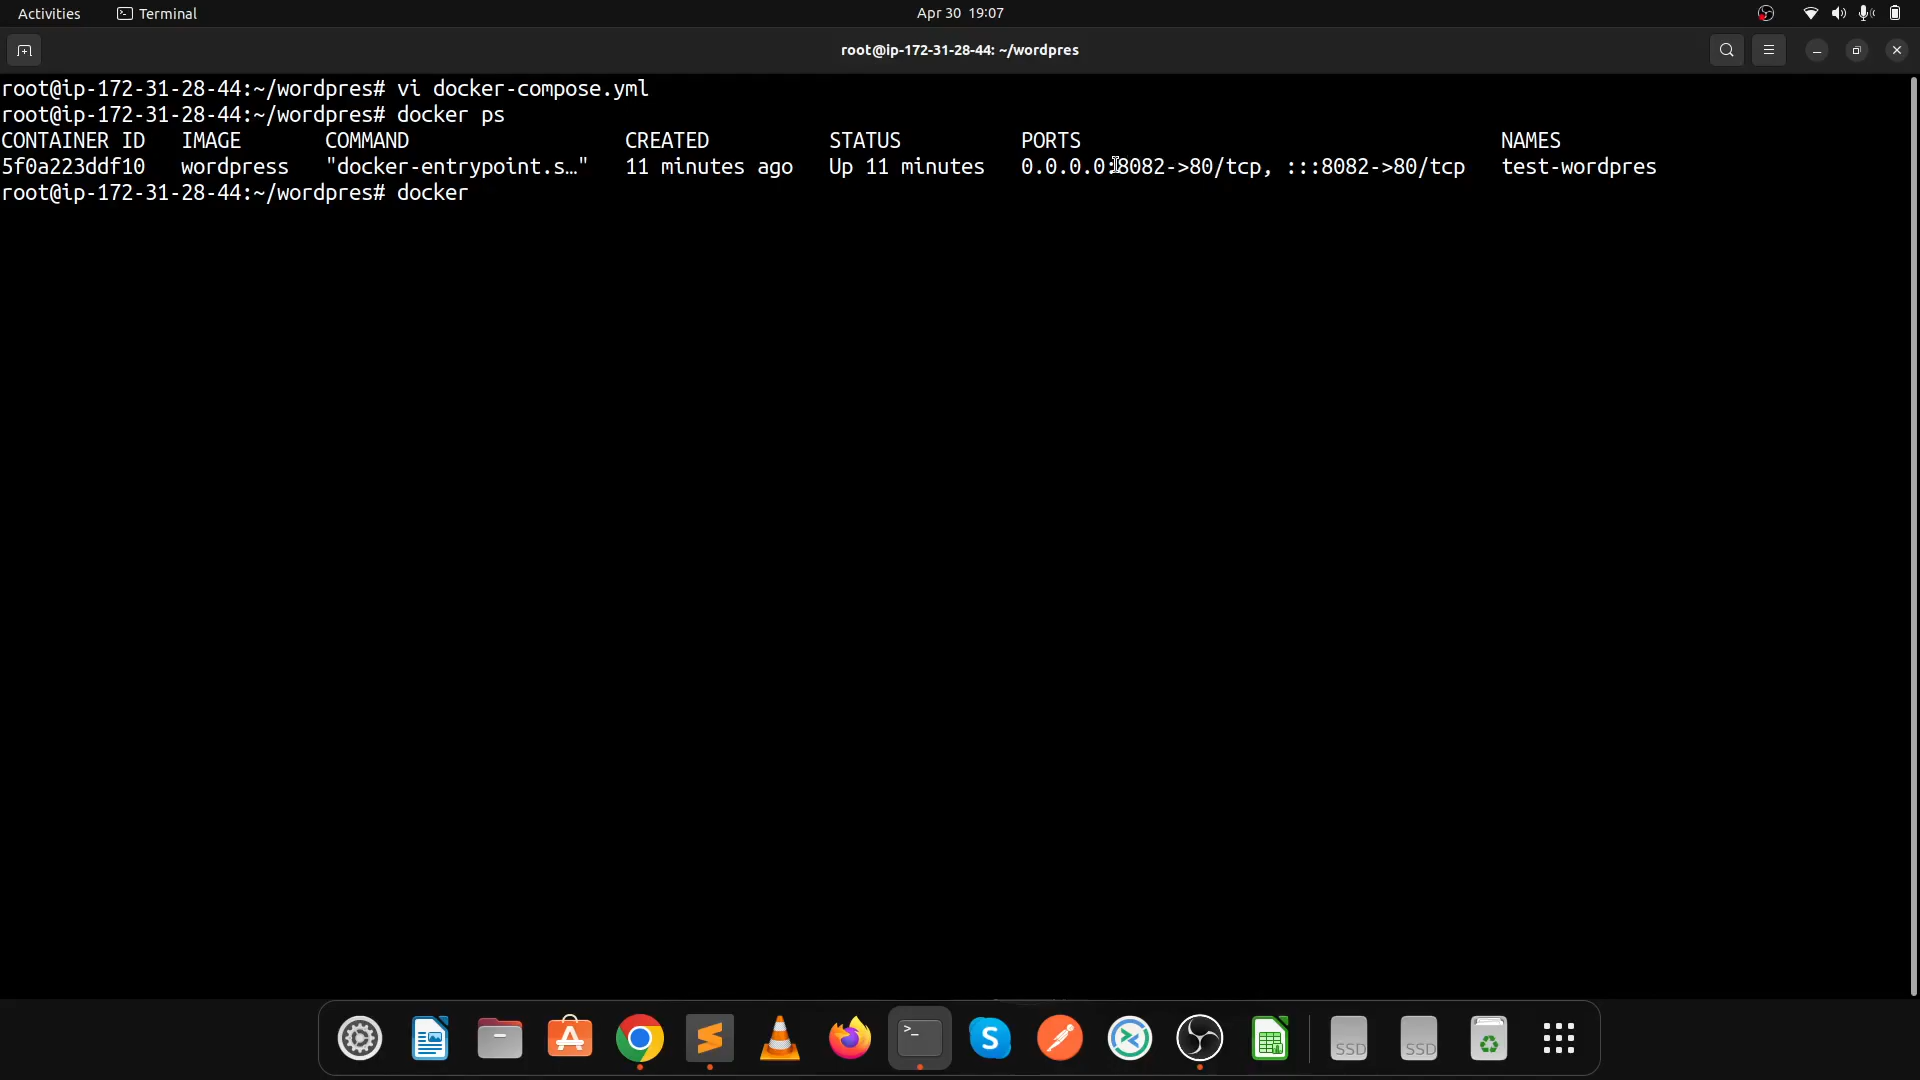 Activities Terminal Apr 30 19:07
root@ip-172-31-28-44: ~/wordpres
root@ip-172-31-28-44:~/wordpres# vi docker-compose.yml
root@ip-172-31-28-44:~/wordpres# docker ps
CONTAINER ID IMAGE COMMAND CREATED STATUS PORTS NAMES
5f0a223ddf10 wordpress "docker-entrypoint.s…" 11 minutes ago Up 11 minutes 0.0.0.0:8082->80/tcp, :::8082->80/tcp test-wordpres
root@ip-172-31-28-44:~/wordpres# docker
>_ S SSD SSD